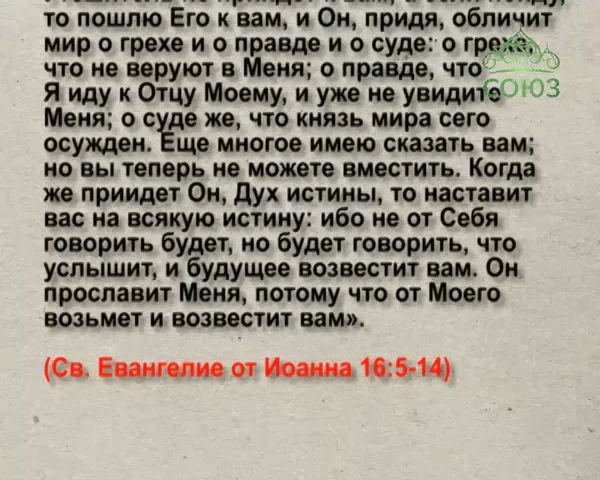 то пошлю Его к вам, и Он, придя, обличит
мир о грехе и о правде и о суде: о грехе,
что не веруют в Меня; о правде, что
Я иду к Отцу Моему, и уже не увидите
Меня; о суде же, что князь мира сего
осужден. Еще многое имею сказать вам;
но вы теперь не можете вместить. Когда
же приидет Он, Дух истины, то наставит
вас на всякую истину: ибо не от Себя
говорить будет, но будет говорить, что
услышит, и будущее возвестит вам. Он
прославит Меня, потому что от Моего
возьмет и возвестит вам».
(Св. Евангелие от Иоанна 16:5-14)
СОЮЗ